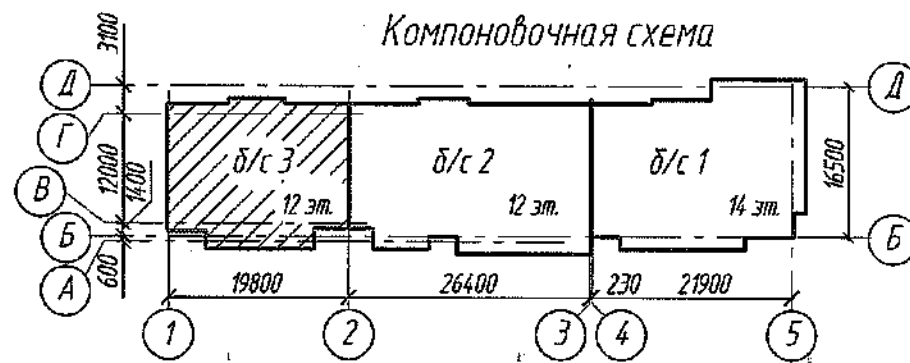 Компоновочная схема
3100
Д
Д
Г
б/с 3
б/с 2
б/с 1
12000
1400
16500
В
12 эт.
12 эт.
14 эт.
Б
Б
А
600
19800
26400
230
21900
1
2
3
4
5